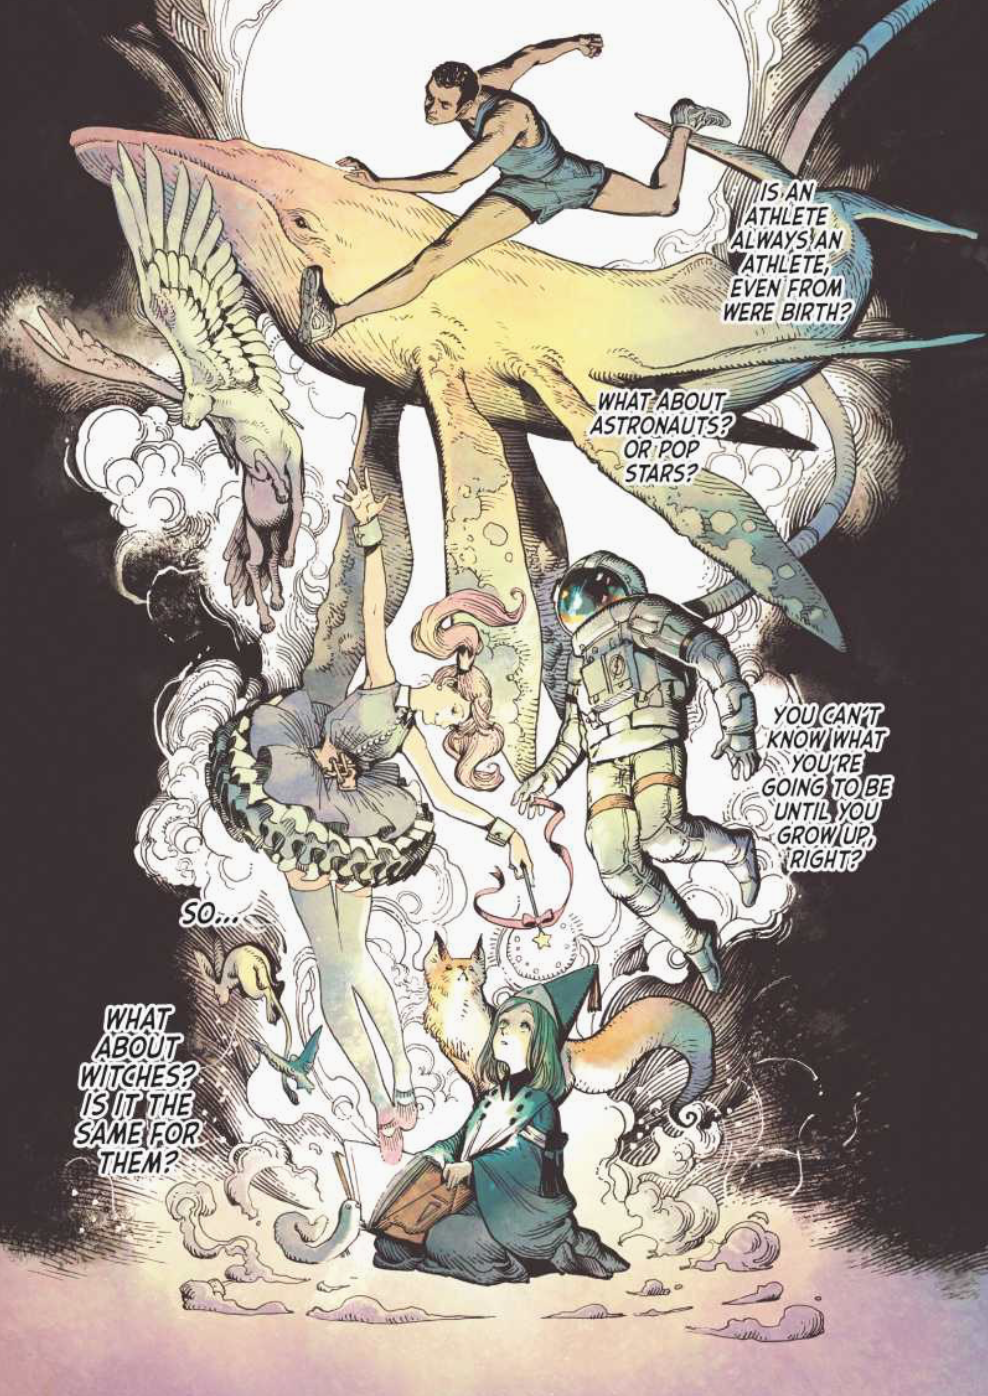 IS AN
ATHLETE
ALWAYS AN
ATHLETE,
EVEN FROM
WERE BIRTH?
WHAT ABOUT
ASTRONAUTS?
OR POP
STARS?
YOU CAN'T
KNOW WHAT
YOU'RE
GOING TO BE
UNTIL YOU
GROW UP,
RIGHT?
SO...
WHAT
ABOUT
WITCHES?
IS IT THE
SAME FOR
THEM?